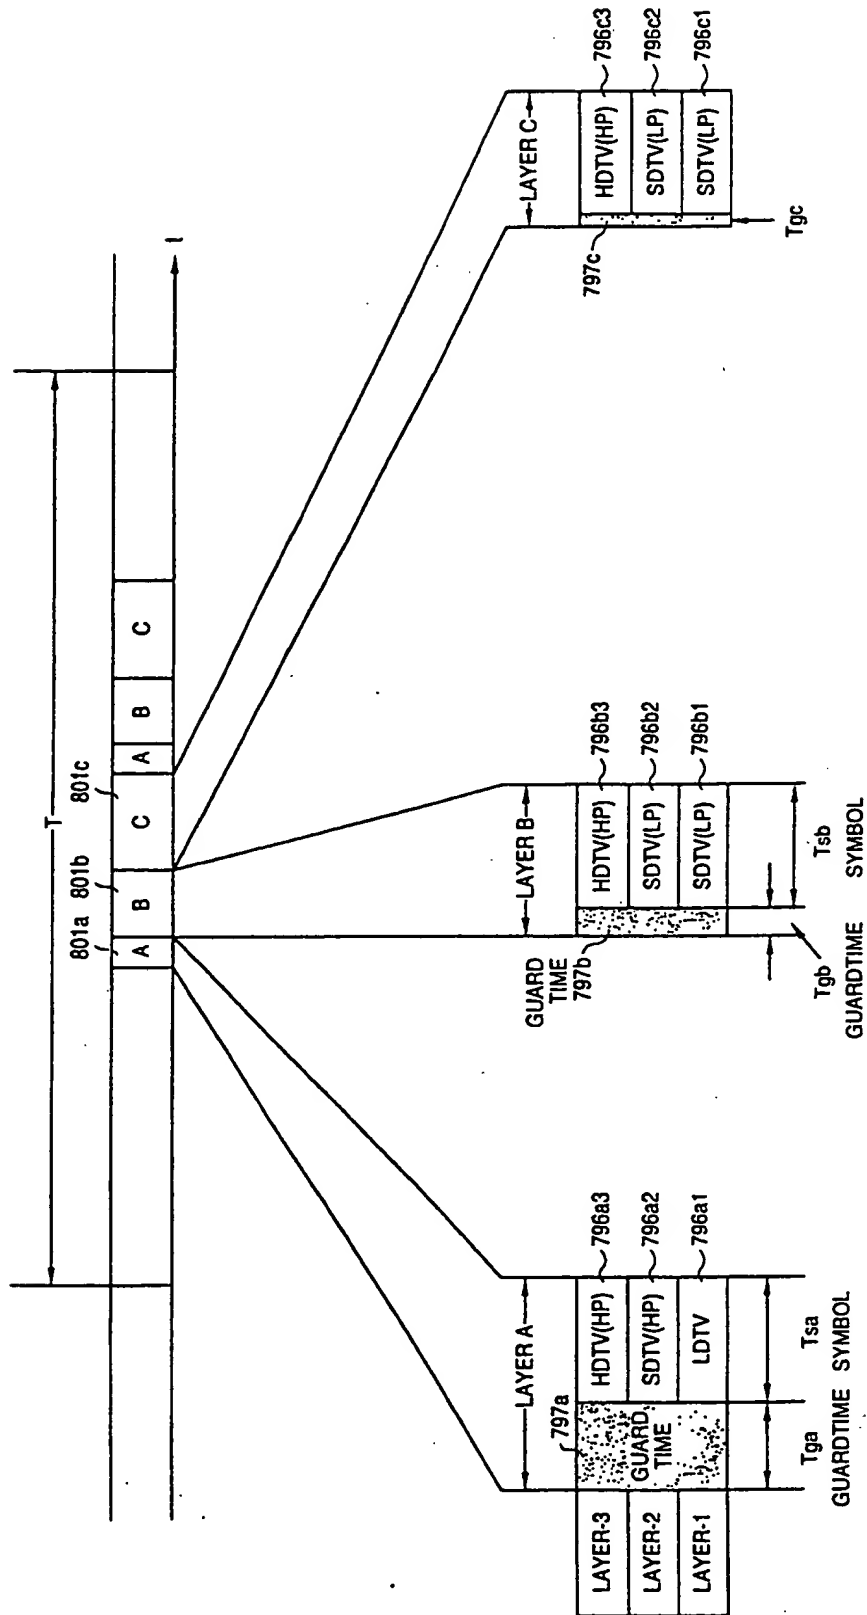 T
801a
801b
801c
A
B
C
A
B
C
t
LAYER A
LAYER B
LAYER C
797a
GUARD
TIME
LAYER-3
LAYER-2
LAYER-1
HDTV(HP)
796a3
SDTV(HP)
796a2
LDTV
796a1
Tga
GUARDTIME
Tsa
SYMBOL
GUARD
TIME
797b
HDTV(HP)
796b3
SDTV(LP)
796b2
SDTV(LP)
796b1
Tgb
GUARDTIME
Tsb
SYMBOL
797c
HDTV(HP)
796c3
SDTV(LP)
796c2
SDTV(LP)
796c1
Tgc